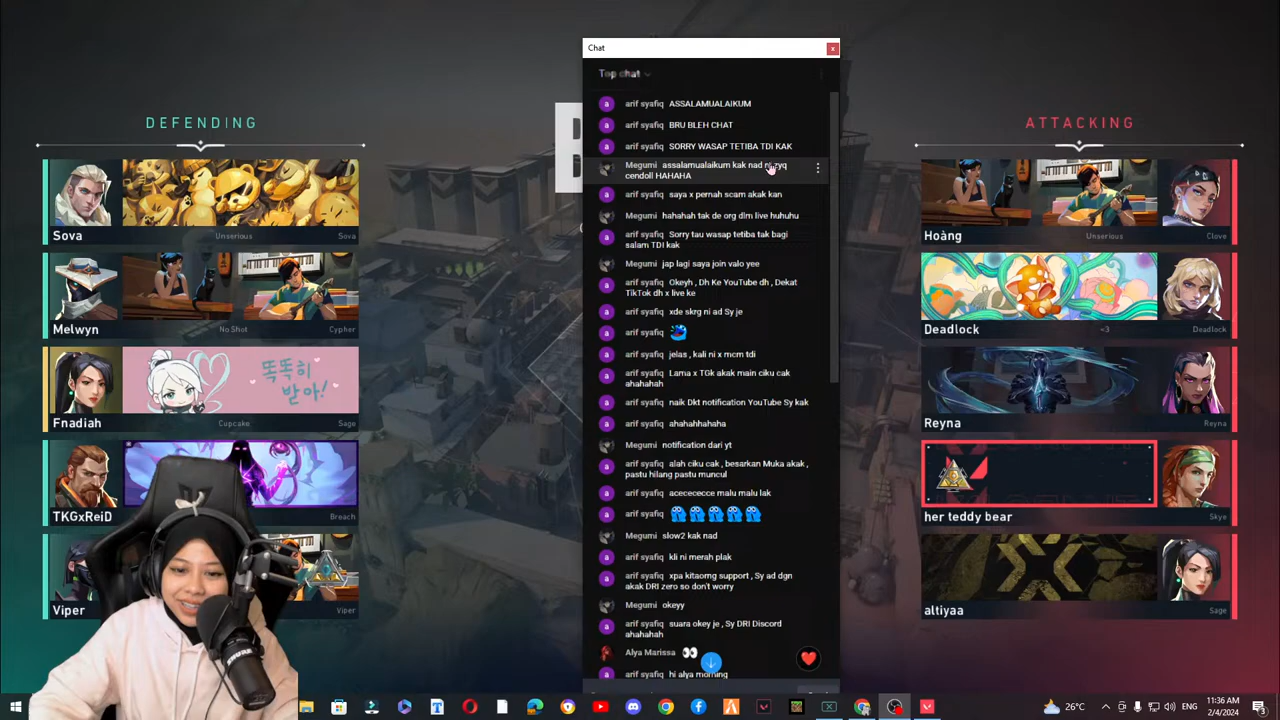 Chat
x
Top chat
a arif syafiq ASSALAMUALAIKUM
a arif syafiq BRU BLEH CHAT
a arif syafiq SORRY WASAP TETIBA TDI KAK
Megumi assalamualaikum kak nad
cendoll HAHAHA
a arif syafiq saya x pernah scam akak kan
Megumi hahahah tak de org dlm live huhuhu
a arif syafiq Sorry tau wasap tetiba tak bagi
salam TDI kak
Megumi jap lagi saya join valo yee
a arif syafiq Okeyh , Dh Ke YouTube dh , Dekat
TikTok dh x live ke
a arif syafiq xde skrg ni ad Sy je
a arif syafiq
a arif syafiq jelas , kali ni x mcm tdi
a arif syafiq Lama x TGk akak main ciku cak
ahahahah
a arif syafiq naik Dkt notification YouTube Sy kak
a arif syafiq ahahahhahaha
Megumi notification dari yt
a arif syafiq alah ciku cak , besarkan Muka akak ,
pastu hilang pastu muncul
a arif syafiq acecececce malu malu lak
a arif syafiq
Megumi slow2 kak nad
a arif syafiq kli ni merah plak
a arif syafiq xpa kitaorng support , Sy ad dgn
akak DRI zero so don't worry
Megumi okeyy
a arif syafiq suara okey je , Sy DRI Discord
ahahahah
Alya Marissa 👀
a arif syafiq hi alya morning
DEFENDING
Sova Unserious Sova
Melwyn No Shot Cypher
똑똑히
받아!
Fnadiah Cupcake Sage
TKGxReiD Breach
Viper Viper
ATTACKING
Hoàng Unserious Clove
Deadlock <3 Deadlock
Reyna Reyna
her teddy bear Skye
altiyaa Sage
26°C
ENG
11:36 AM
2/4/2024